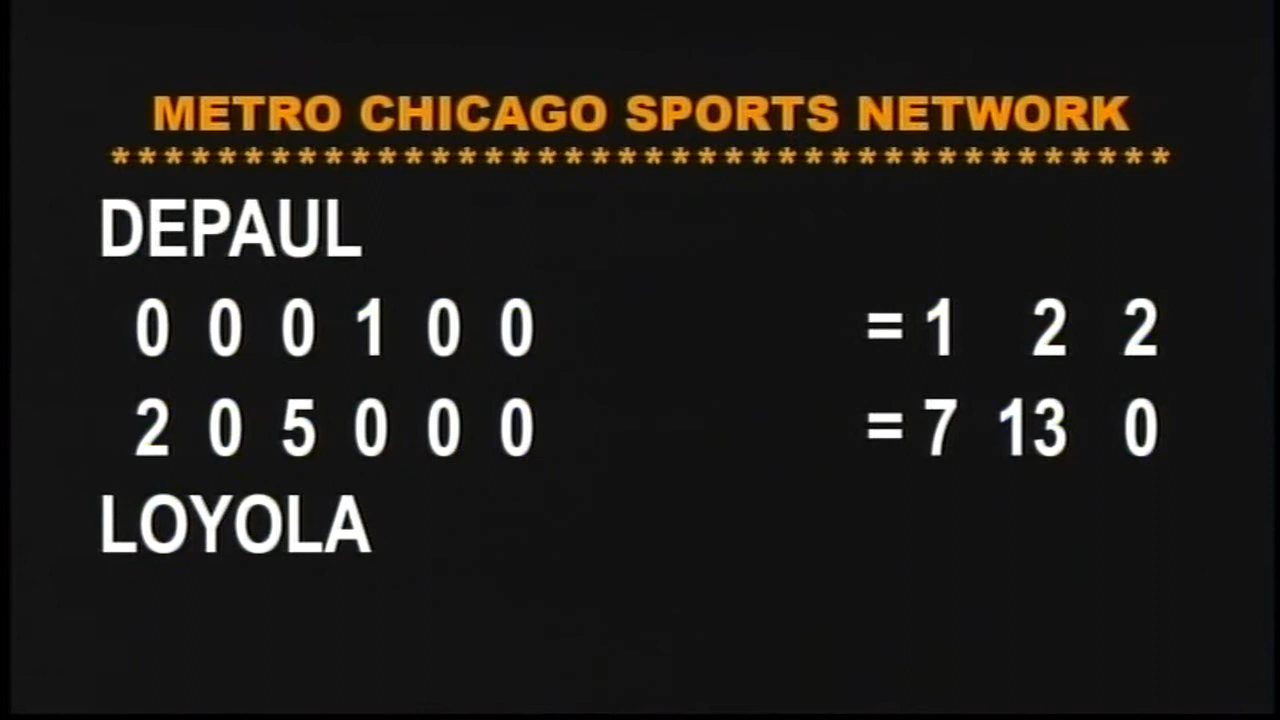 METRO CHICAGO SPORTS NETWORK
****************************************
DEPAUL
0 0 0 1 0 0 = 1 2 2
2 0 5 0 0 0 = 7 13 0
LOYOLA